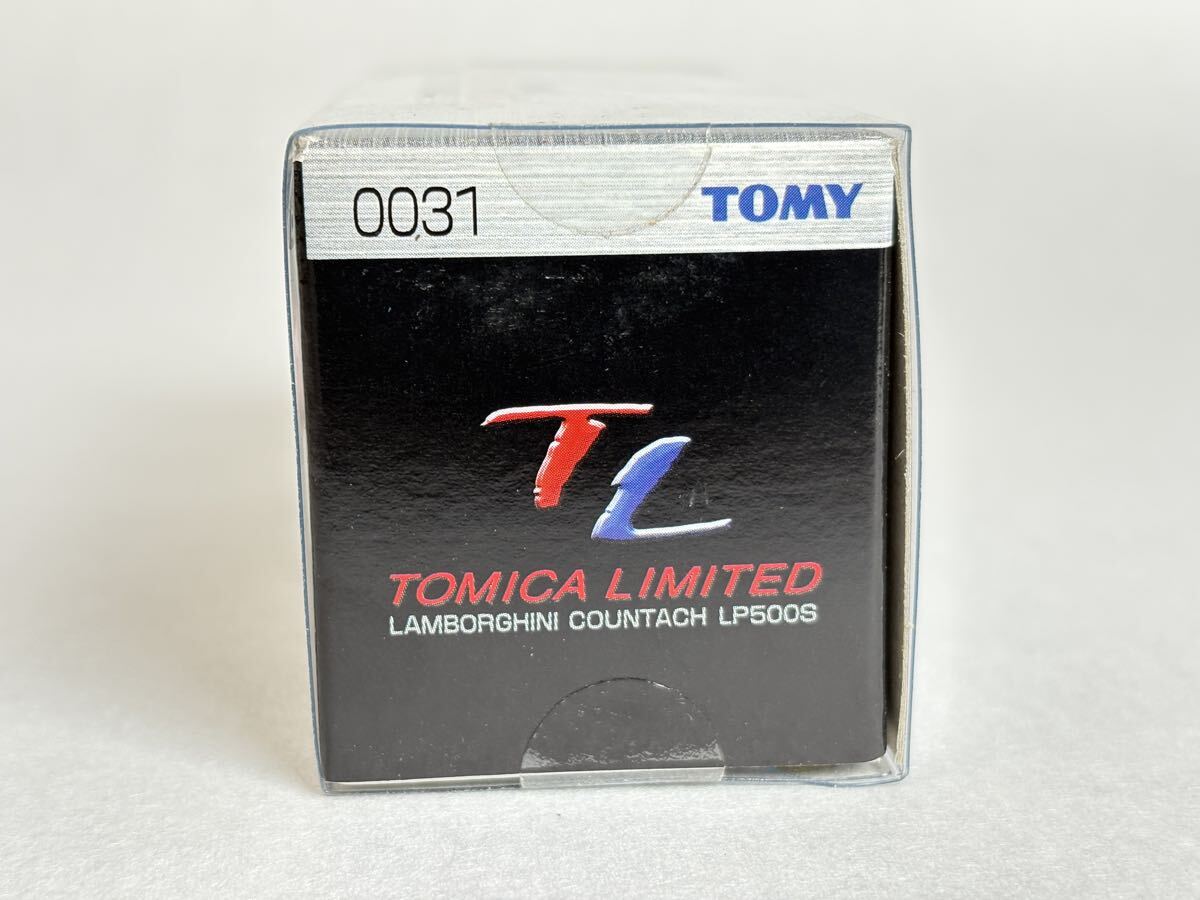 0031 TOMY
TL
TOMICA LIMITED
LAMBORGHINI COUNTACH LP500S